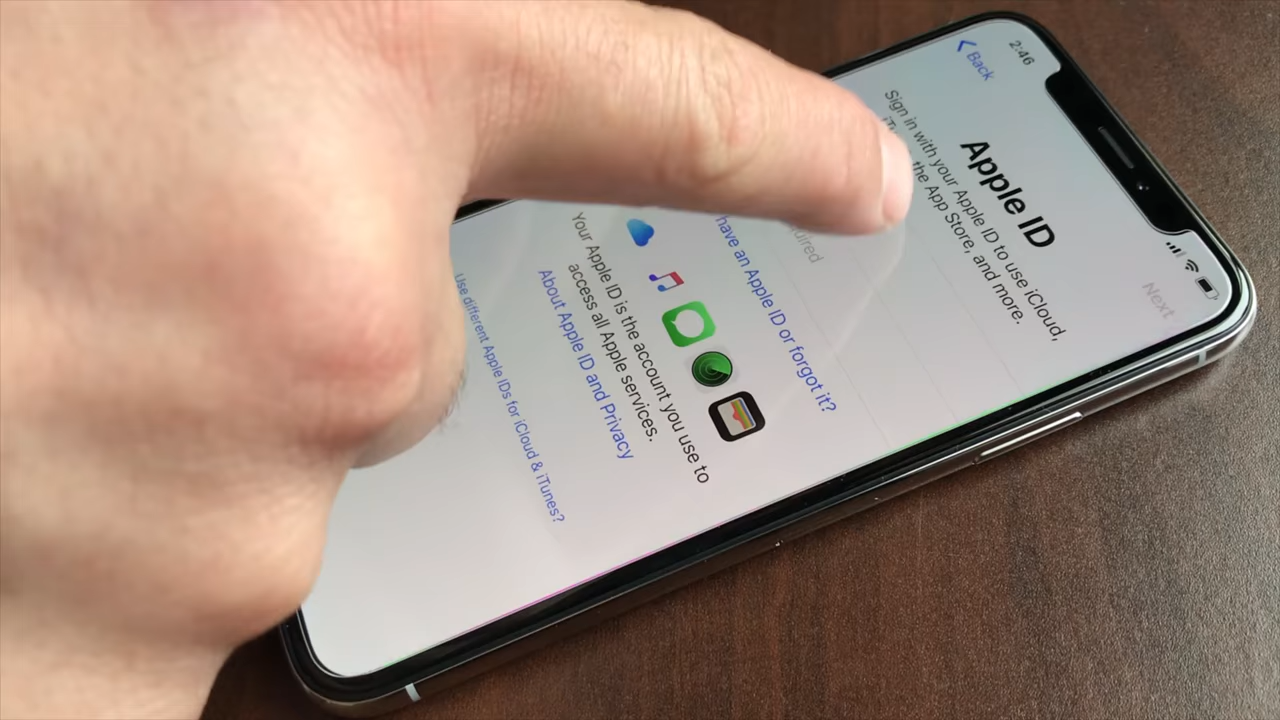 2:46
Back
Next
Apple ID
Sign in with your Apple ID to use iCloud,
the App Store, and more.
have an Apple ID or forgot it?
Your Apple ID is the account you use to
access all Apple services.
About Apple ID and Privacy
Use different Apple IDs for iCloud & iTunes?